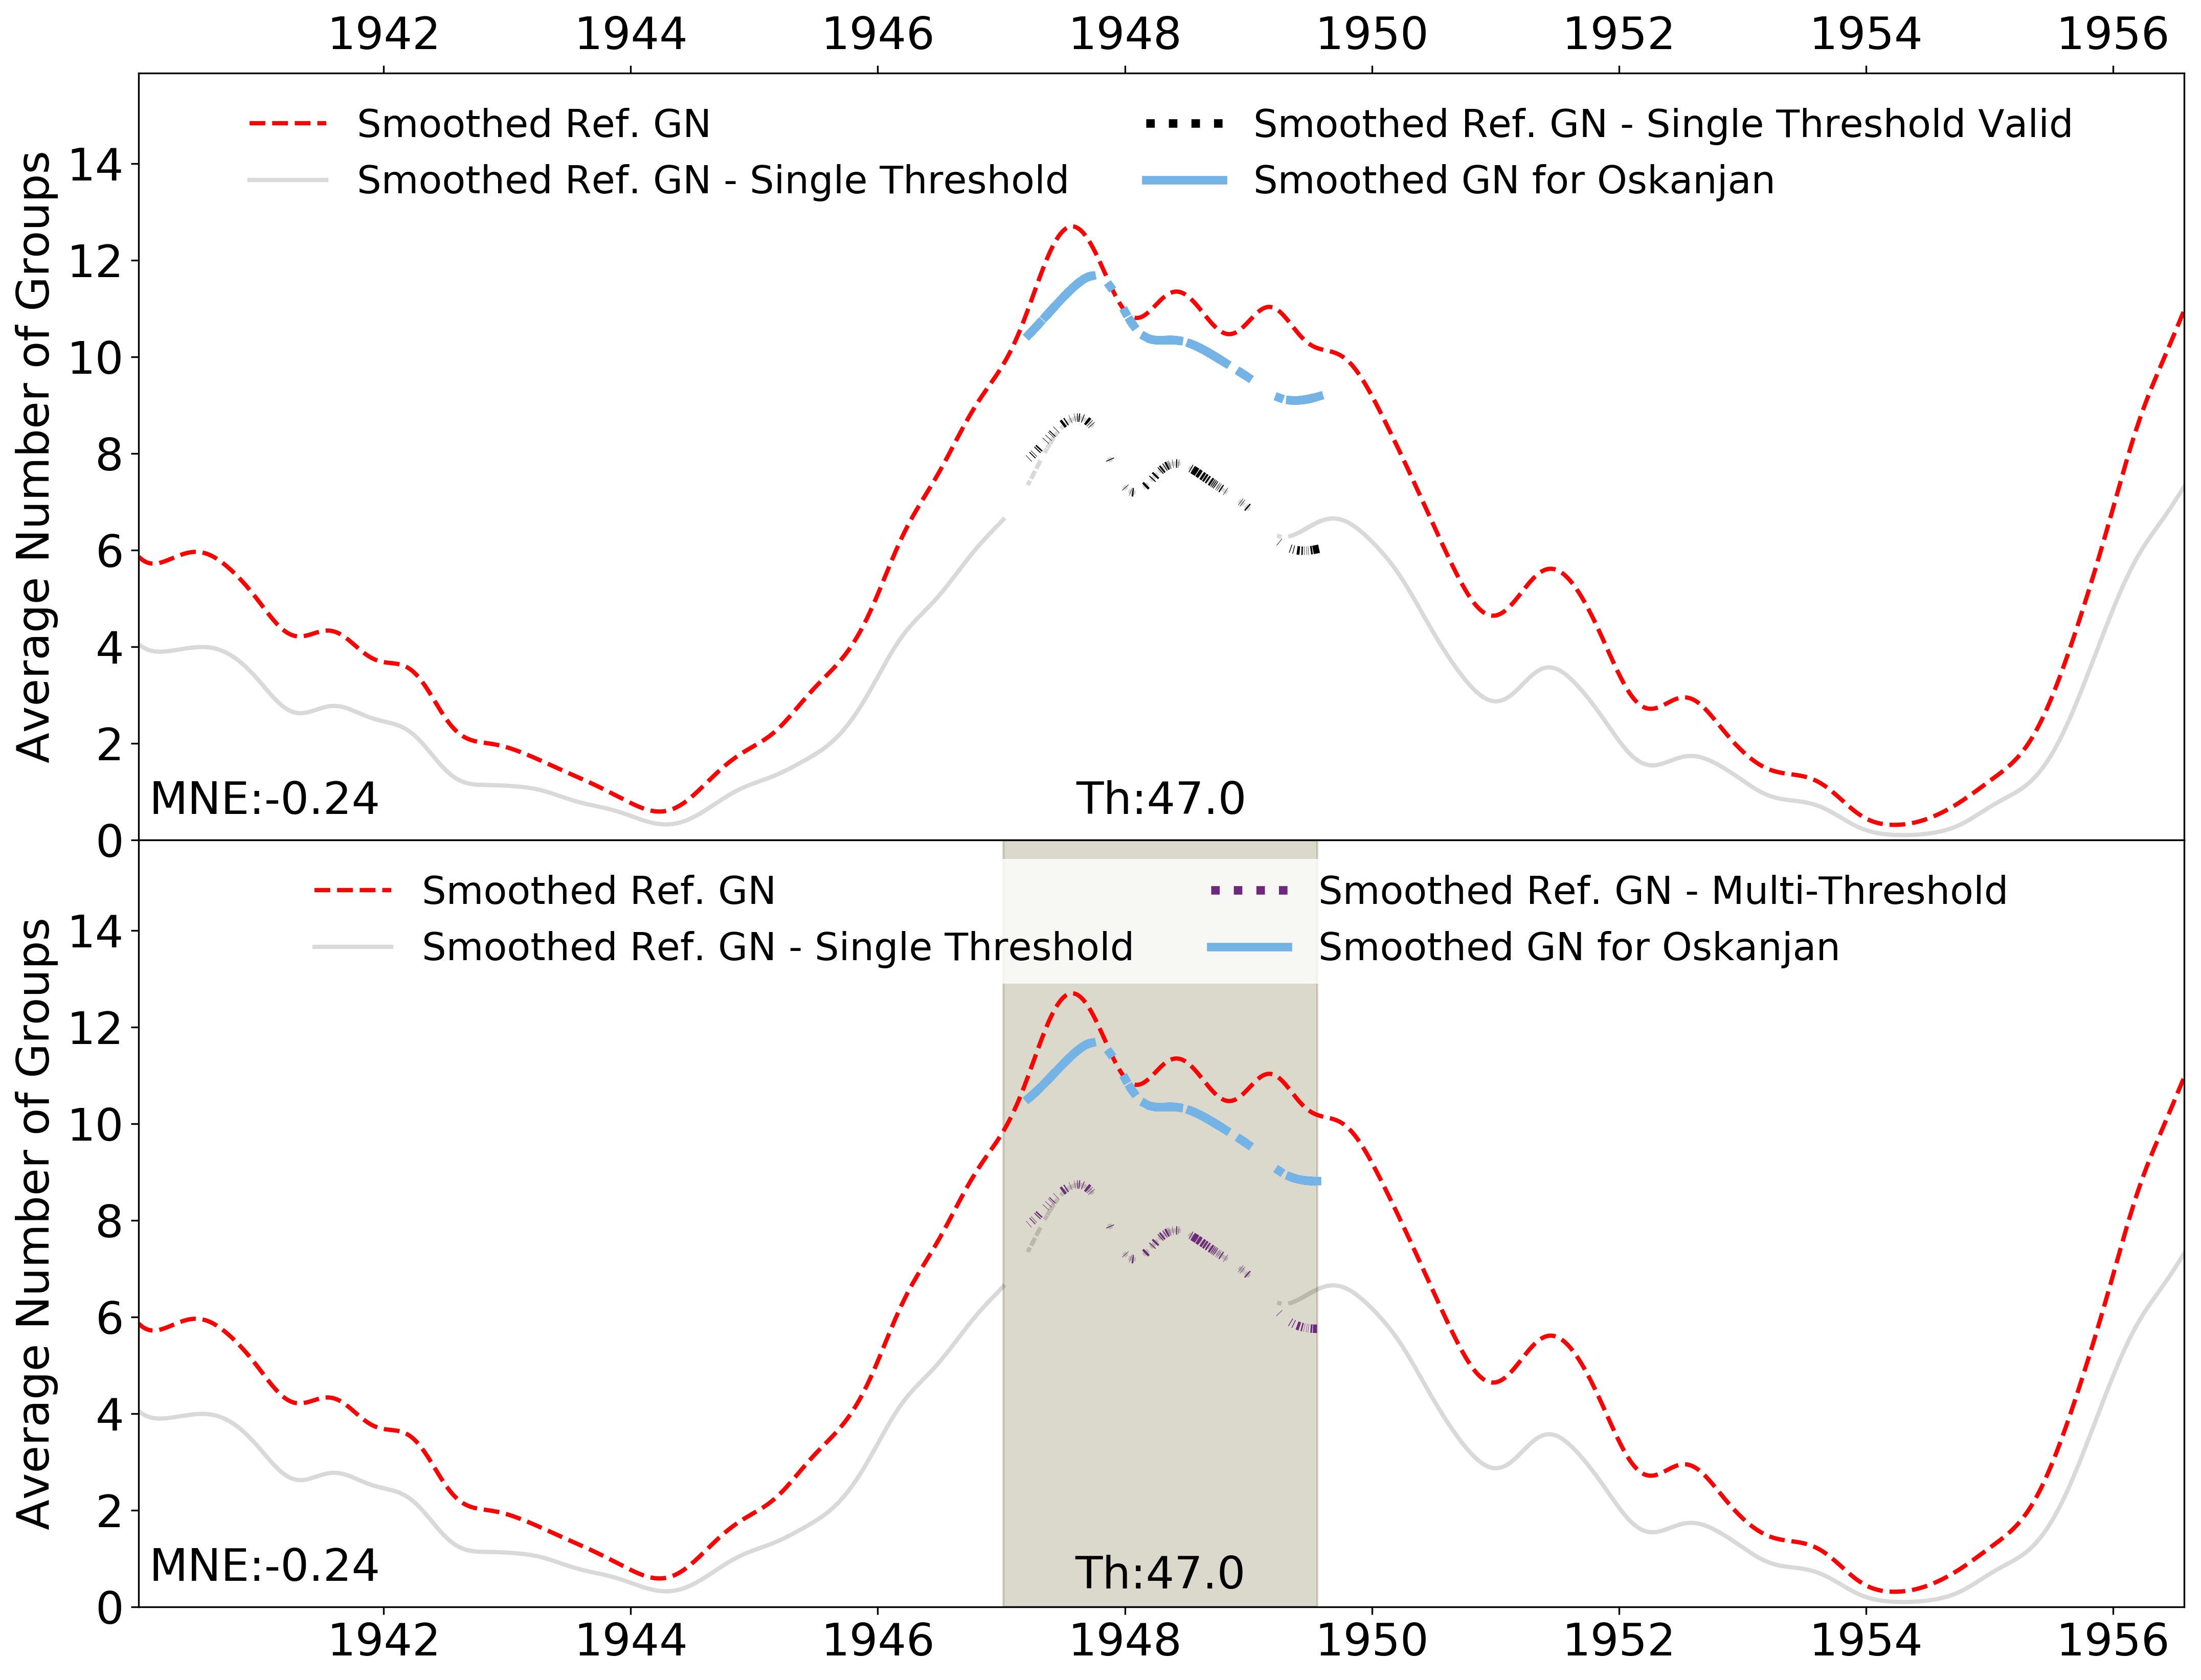 1942 1944 1946 1948 1950 1952 1954 1956
Average Number of Groups
14
12
10
8
6
4
2
0
Smoothed Ref. GN
Smoothed Ref. GN - Single Threshold
Smoothed Ref. GN - Single Threshold Valid
Smoothed GN for Oskanjan
MNE:-0.24
Th:47.0
Average Number of Groups
14
12
10
8
6
4
2
0
Smoothed Ref. GN
Smoothed Ref. GN - Single Threshold
Smoothed Ref. GN - Multi-Threshold
Smoothed GN for Oskanjan
MNE:-0.24
Th:47.0
1942 1944 1946 1948 1950 1952 1954 1956